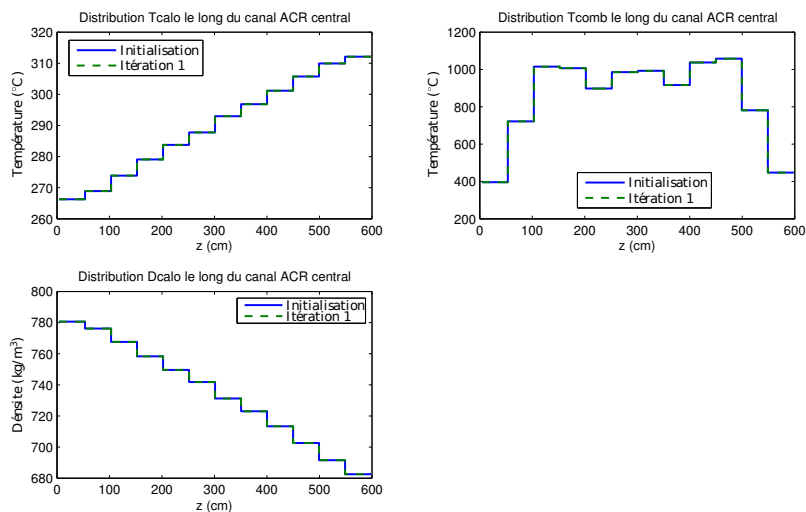 Distribution Tcalo le long du canal ACR central
320
310
300
290
280
270
260
Température (°C)
Initialisation
Itération 1
0 100 200 300 400 500 600
z (cm)
Distribution Tcomb le long du canal ACR central
1200
1000
800
600
400
200
Température (°C)
Initialisation
Itération 1
0 100 200 300 400 500 600
z (cm)
Distribution Dcalo le long du canal ACR central
800
780
760
740
720
700
680
Dénsite (kg/m³)
Initialisation
Itération 1
0 100 200 300 400 500 600
z (cm)